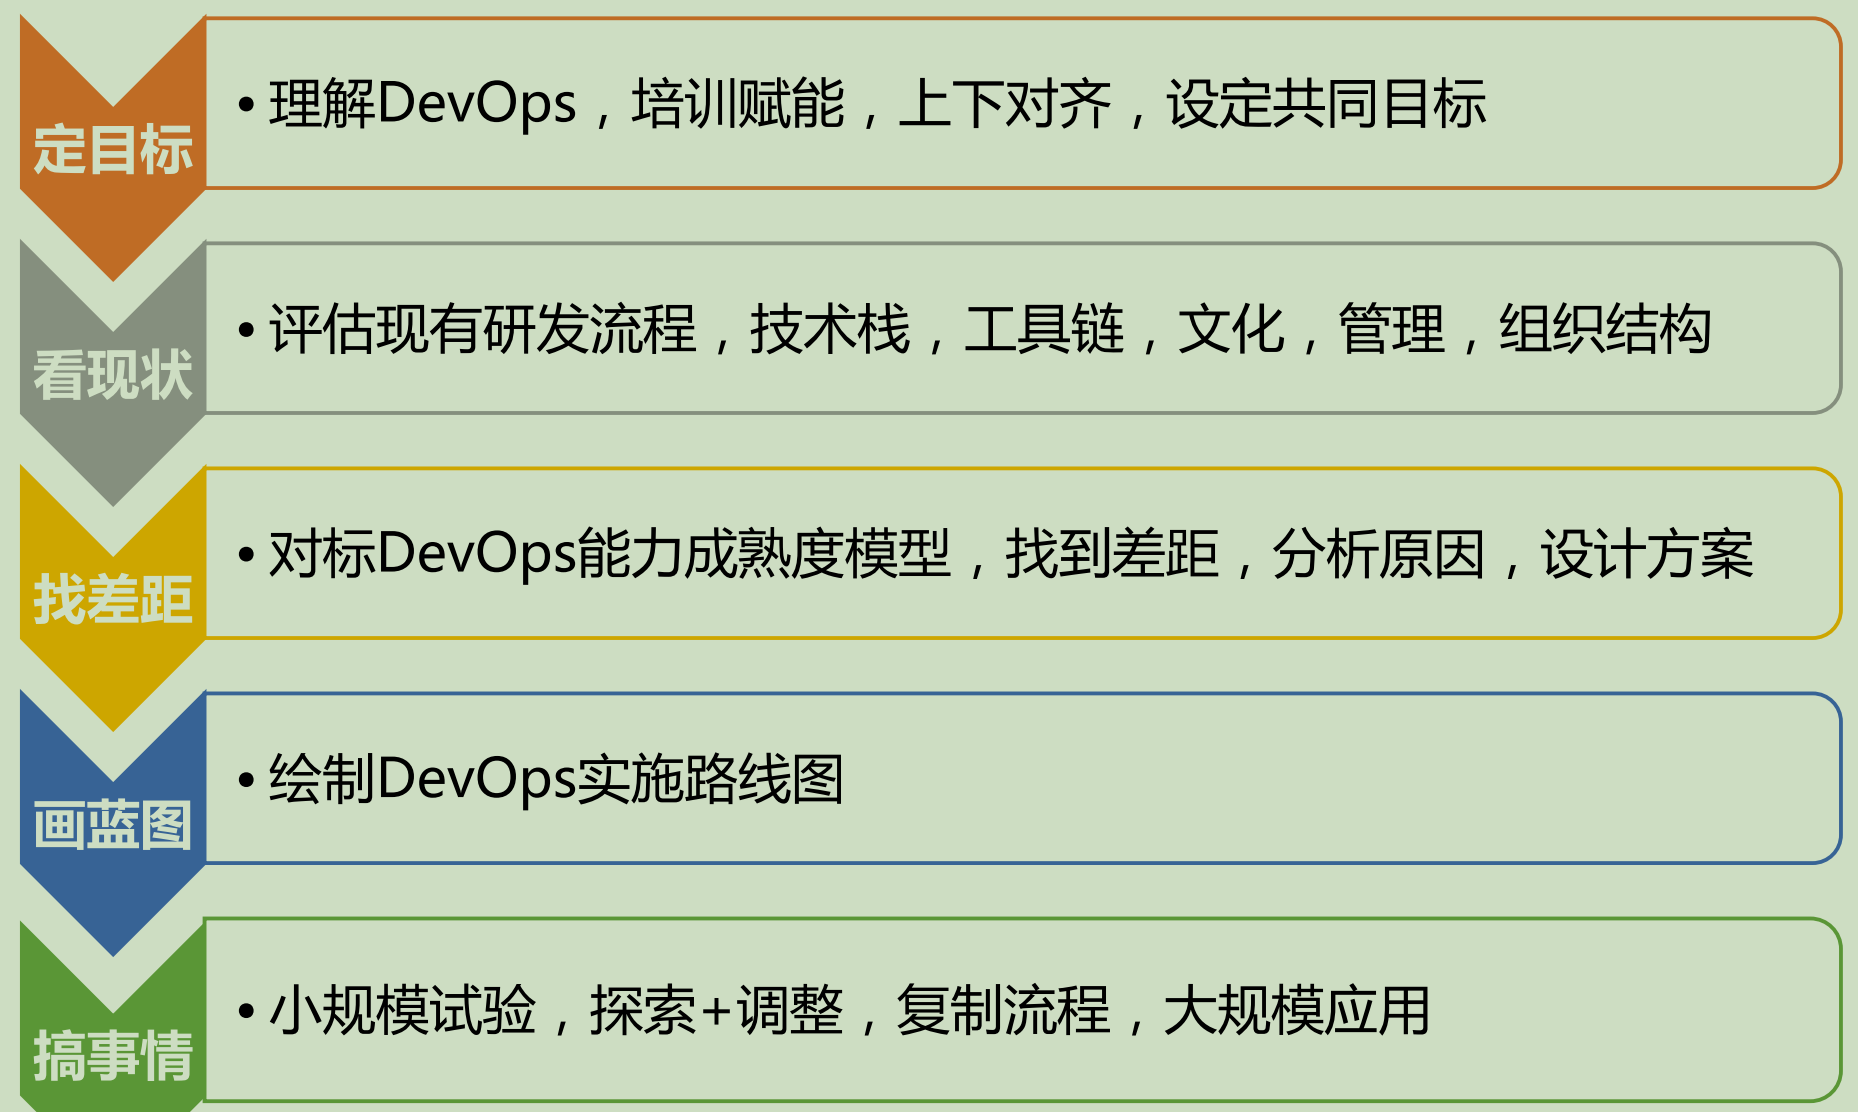 定目标
• 理解DevOps，培训赋能，上下对齐，设定共同目标
看现状
• 评估现有研发流程，技术栈，工具链，文化，管理，组织结构
找差距
• 对标DevOps能力成熟度模型，找到差距，分析原因，设计方案
画蓝图
• 绘制DevOps实施路线图
搞事情
• 小规模试验，探索+调整，复制流程，大规模应用